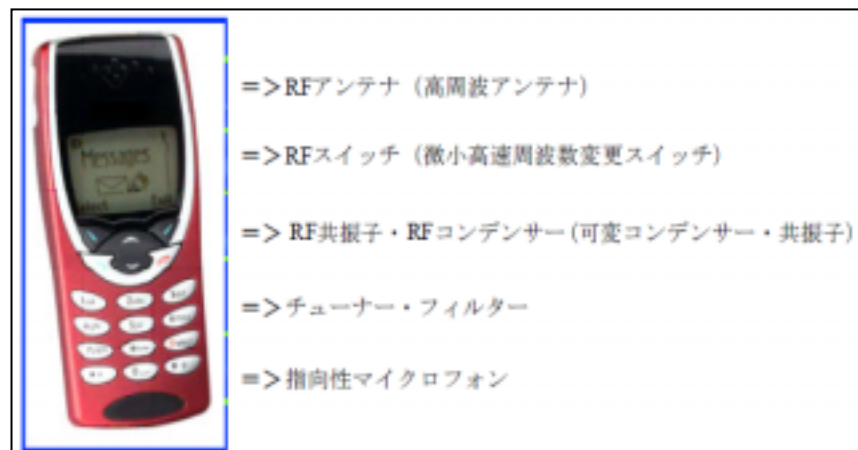 Messages
Select Exit
=>RFアンテナ（高周波アンテナ）
=>RFスイッチ（微小高速周波数変更スイッチ）
=> RF共振子・RFコンデンサー(可変コンデンサー・共振子)
=>チューナー・フィルター
=>指向性マイクロフォン